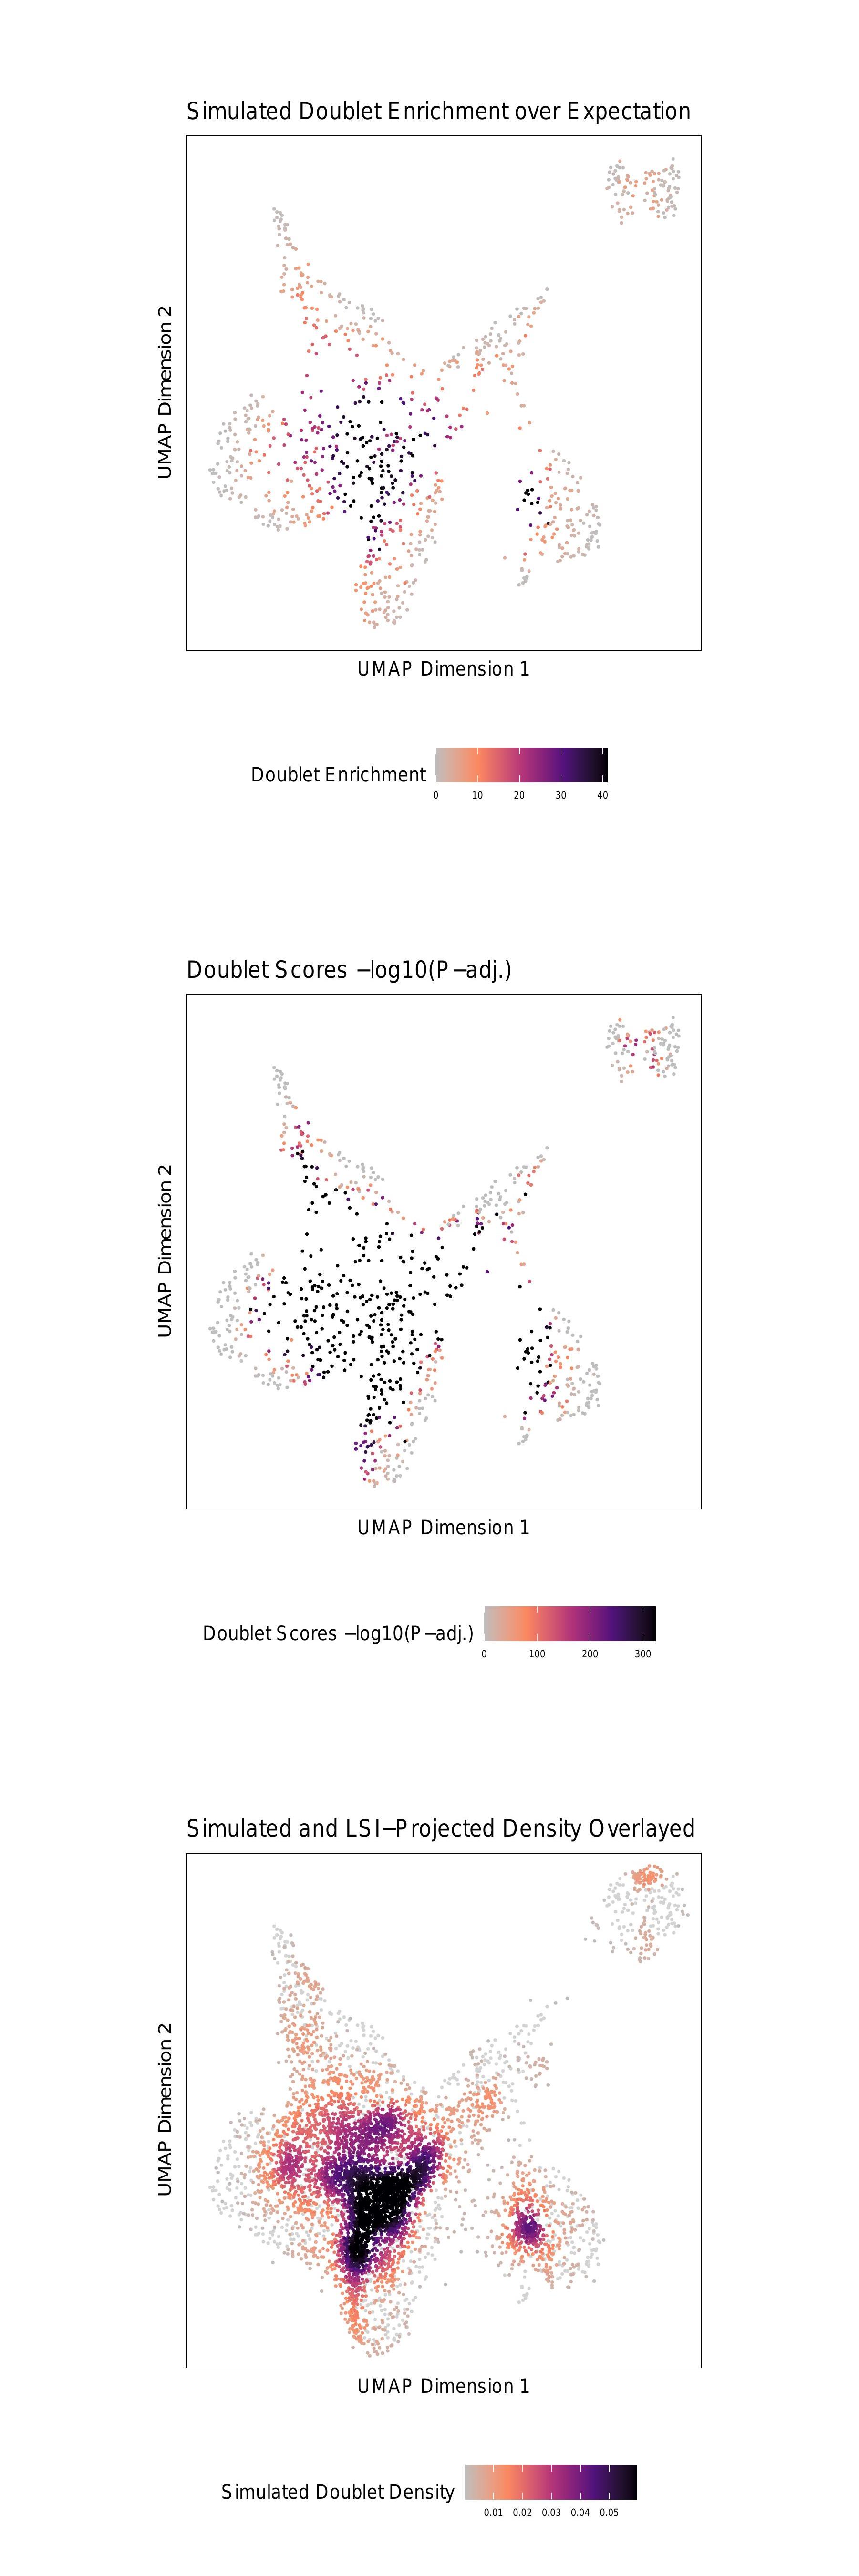 Simulated Doublet Enrichment over Expectation
UMAP Dimension 2
UMAP Dimension 1
Doublet Enrichment
0 10 20 30 40
Doublet Scores −log10(P−adj.)
UMAP Dimension 2
UMAP Dimension 1
Doublet Scores −log10(P−adj.)
0 100 200 300
Simulated and LSI−Projected Density Overlayed
UMAP Dimension 2
UMAP Dimension 1
Simulated Doublet Density
0.01 0.02 0.03 0.04 0.05